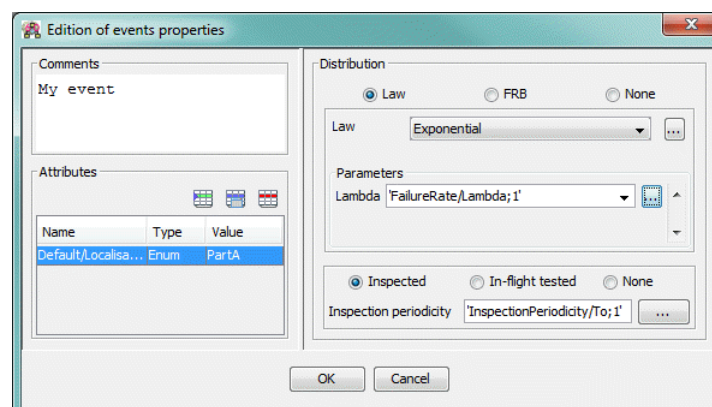 Edition of events properties
Comments
My event
Attributes
Name Type Value
Default/Localisa... Enum PartA
Distribution
Law FRB None
Law Exponential ...
Parameters
Lambda 'FailureRate/Lambda;1' ...
Inspected In-flight tested None
Inspection periodicity 'InspectionPeriodicity/To;1' ...
OK Cancel